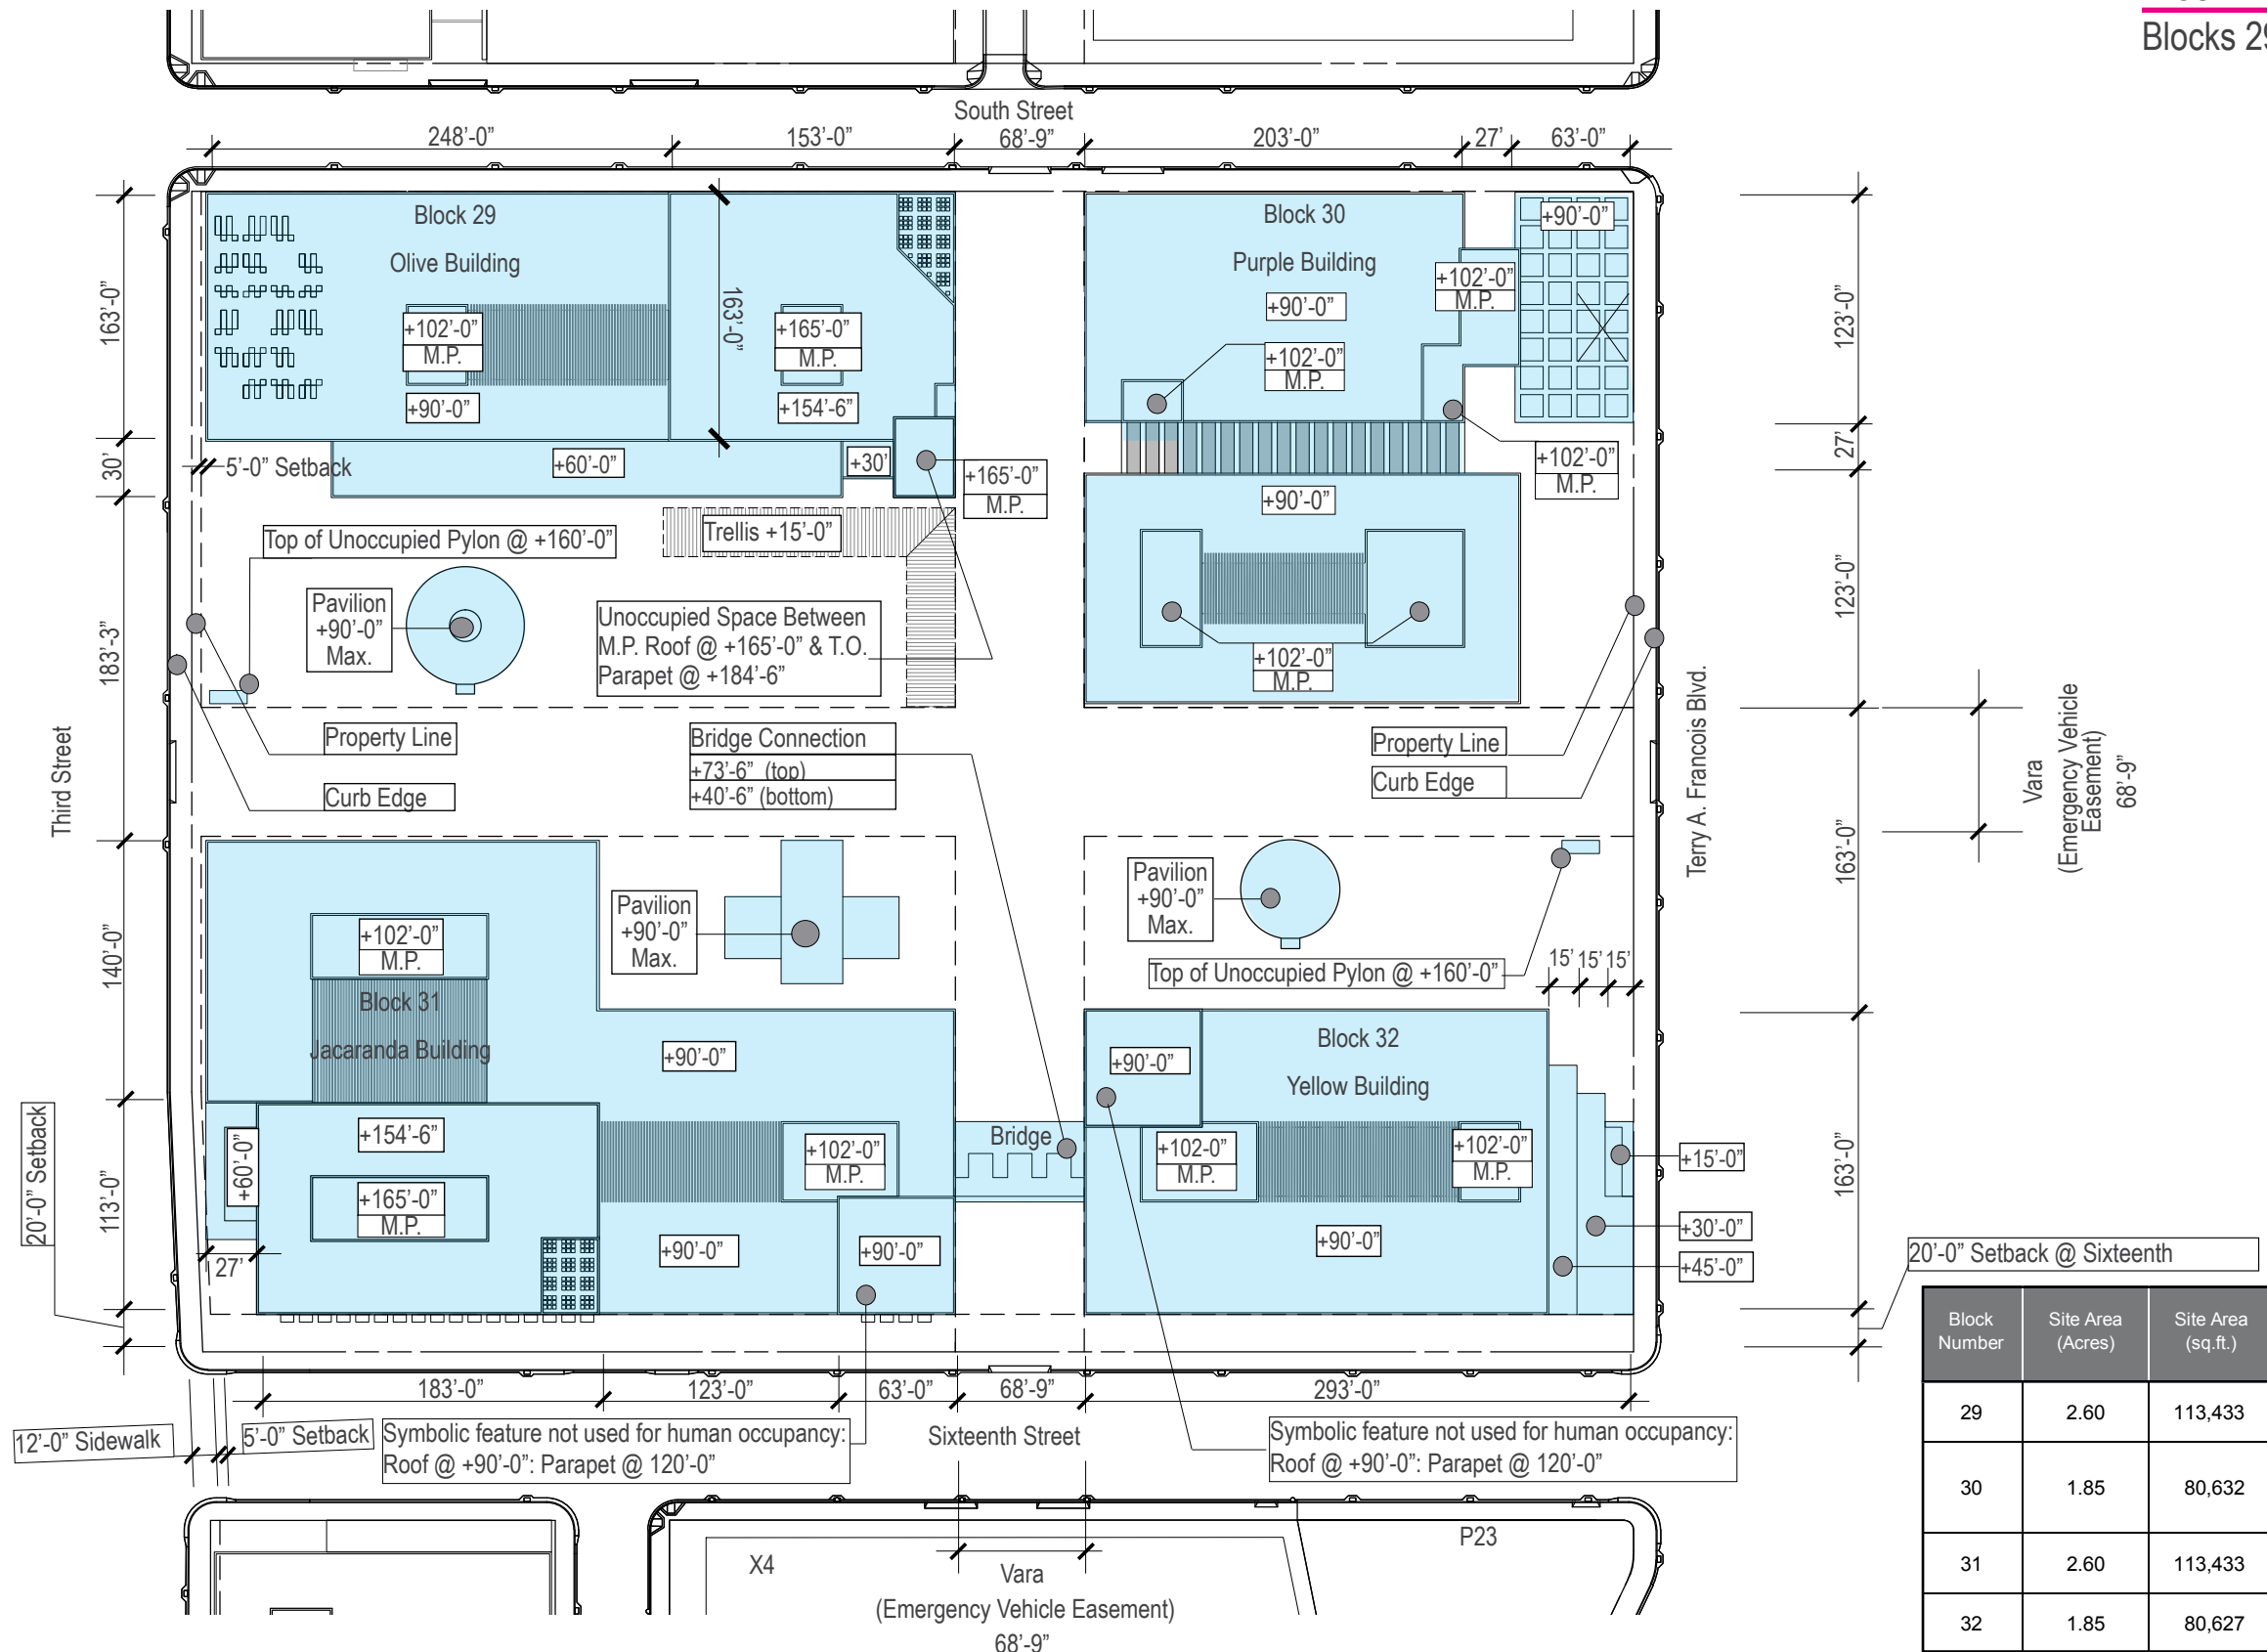 Blocks 29
South Street
248'-0"
153'-0"
68'-9"
203'-0"
27'
63'-0"
Block 29
Olive Building
163'-0"
+102'-0"
M.P.
+90'-0"
163'-0"
+165'-0"
M.P.
+154'-6"
Block 30
Purple Building
+90'-0"
+102'-0"
M.P.
+102'-0"
M.P.
+90'-0"
123'-0"
30'
5'-0" Setback
+60'-0"
+30'
+165'-0"
M.P.
+102'-0"
M.P.
27'
+90'-0"
Top of Unoccupied Pylon @ +160'-0"
Trellis +15'-0"
Pavilion
+90'-0"
Max.
Unoccupied Space Between
M.P. Roof @ +165'-0" & T.O.
Parapet @ +184'-6"
+102'-0"
M.P.
123'-0"
183'-3"
Third Street
Property Line
Curb Edge
Bridge Connection
+73'-6" (top)
+40'-6" (bottom)
Property Line
Curb Edge
Terry A. Francois Blvd.
Vara
(Emergency Vehicle
Easement)
68'-9"
163'-0"
140'-0"
+102'-0"
M.P.
Block 31
Jacaranda Building
Pavilion
+90'-0"
Max.
+90'-0"
Pavilion
+90'-0"
Max.
Top of Unoccupied Pylon @ +160'-0"
15'
15'
15'
Block 32
Yellow Building
+90'-0"
20'-0" Setback
113'-0"
+60'-0"
+154'-6"
+165'-0"
M.P.
27'
+102'-0"
M.P.
+90'-0"
+90'-0"
Bridge
+102-0"
M.P.
+102'-0"
M.P.
+90'-0"
+15'-0"
+30'-0"
+45'-0"
163'-0"
20'-0" Setback @ Sixteenth
183'-0"
123'-0"
63'-0"
68'-9"
293'-0"
12'-0" Sidewalk
5'-0" Setback
Symbolic feature not used for human occupancy:
Roof @ +90'-0": Parapet @ 120'-0"
Sixteenth Street
Symbolic feature not used for human occupancy:
Roof @ +90'-0": Parapet @ 120'-0"
X4
P23
Vara
(Emergency Vehicle Easement)
68'-9"
Block Number Site Area (Acres) Site Area (sq.ft.)
29 2.60 113,433
30 1.85 80,632
31 2.60 113,433
32 1.85 80,627